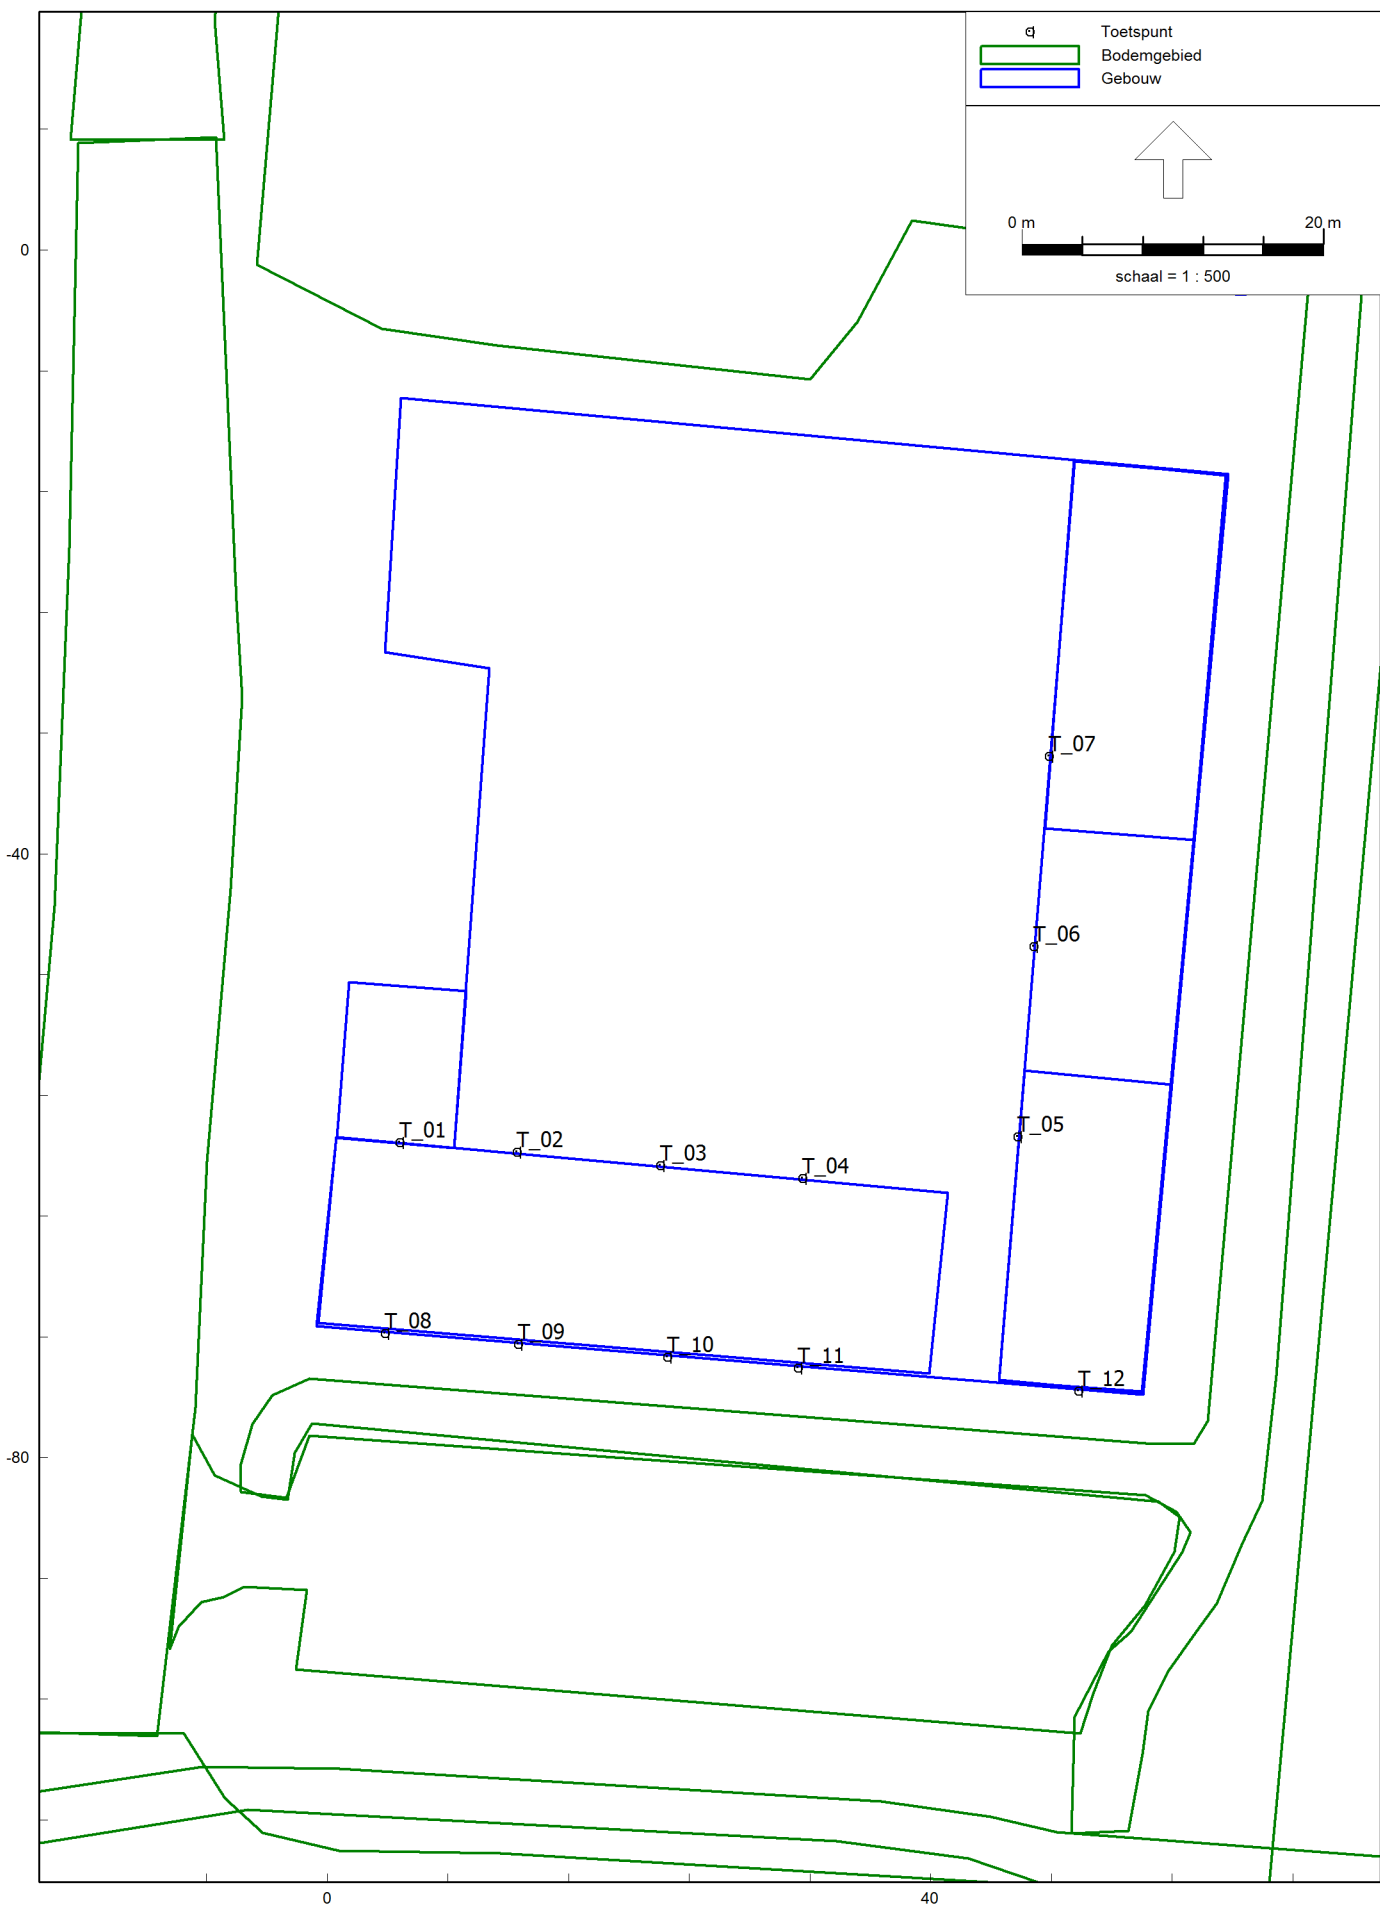 Toetspunt
Bodemgebied
Gebouw
0 m 20 m
schaal = 1 : 500
0
T_07
-40
T_06
T_01
T_02
T_03
T_04
T_05
T_08
T_09
T_10
T_11
T_12
-80
0 40